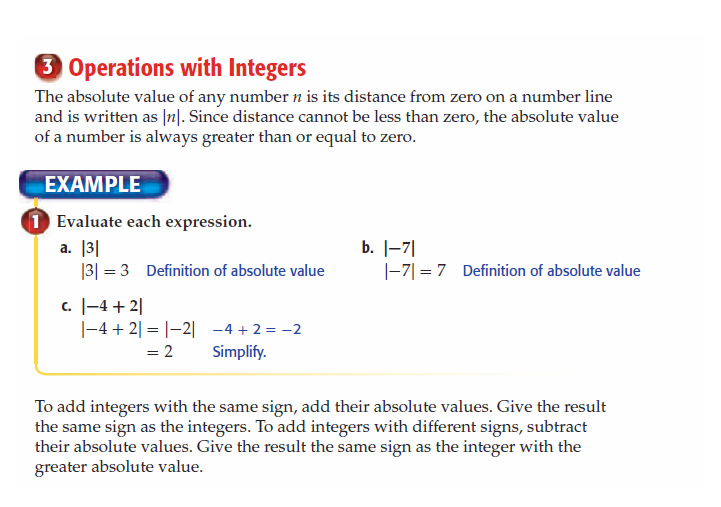 3 Operations with Integers
The absolute value of any number n is its distance from zero on a number line
and is written as |n|. Since distance cannot be less than zero, the absolute value
of a number is always greater than or equal to zero.
EXAMPLE
1 Evaluate each expression.
a. |3|
|3| = 3 Definition of absolute value
b. |−7|
|−7| = 7 Definition of absolute value
c. |−4 + 2|
|−4 + 2| = |−2| −4 + 2 = −2
= 2 Simplify.
To add integers with the same sign, add their absolute values. Give the result
the same sign as the integers. To add integers with different signs, subtract
their absolute values. Give the result the same sign as the integer with the
greater absolute value.